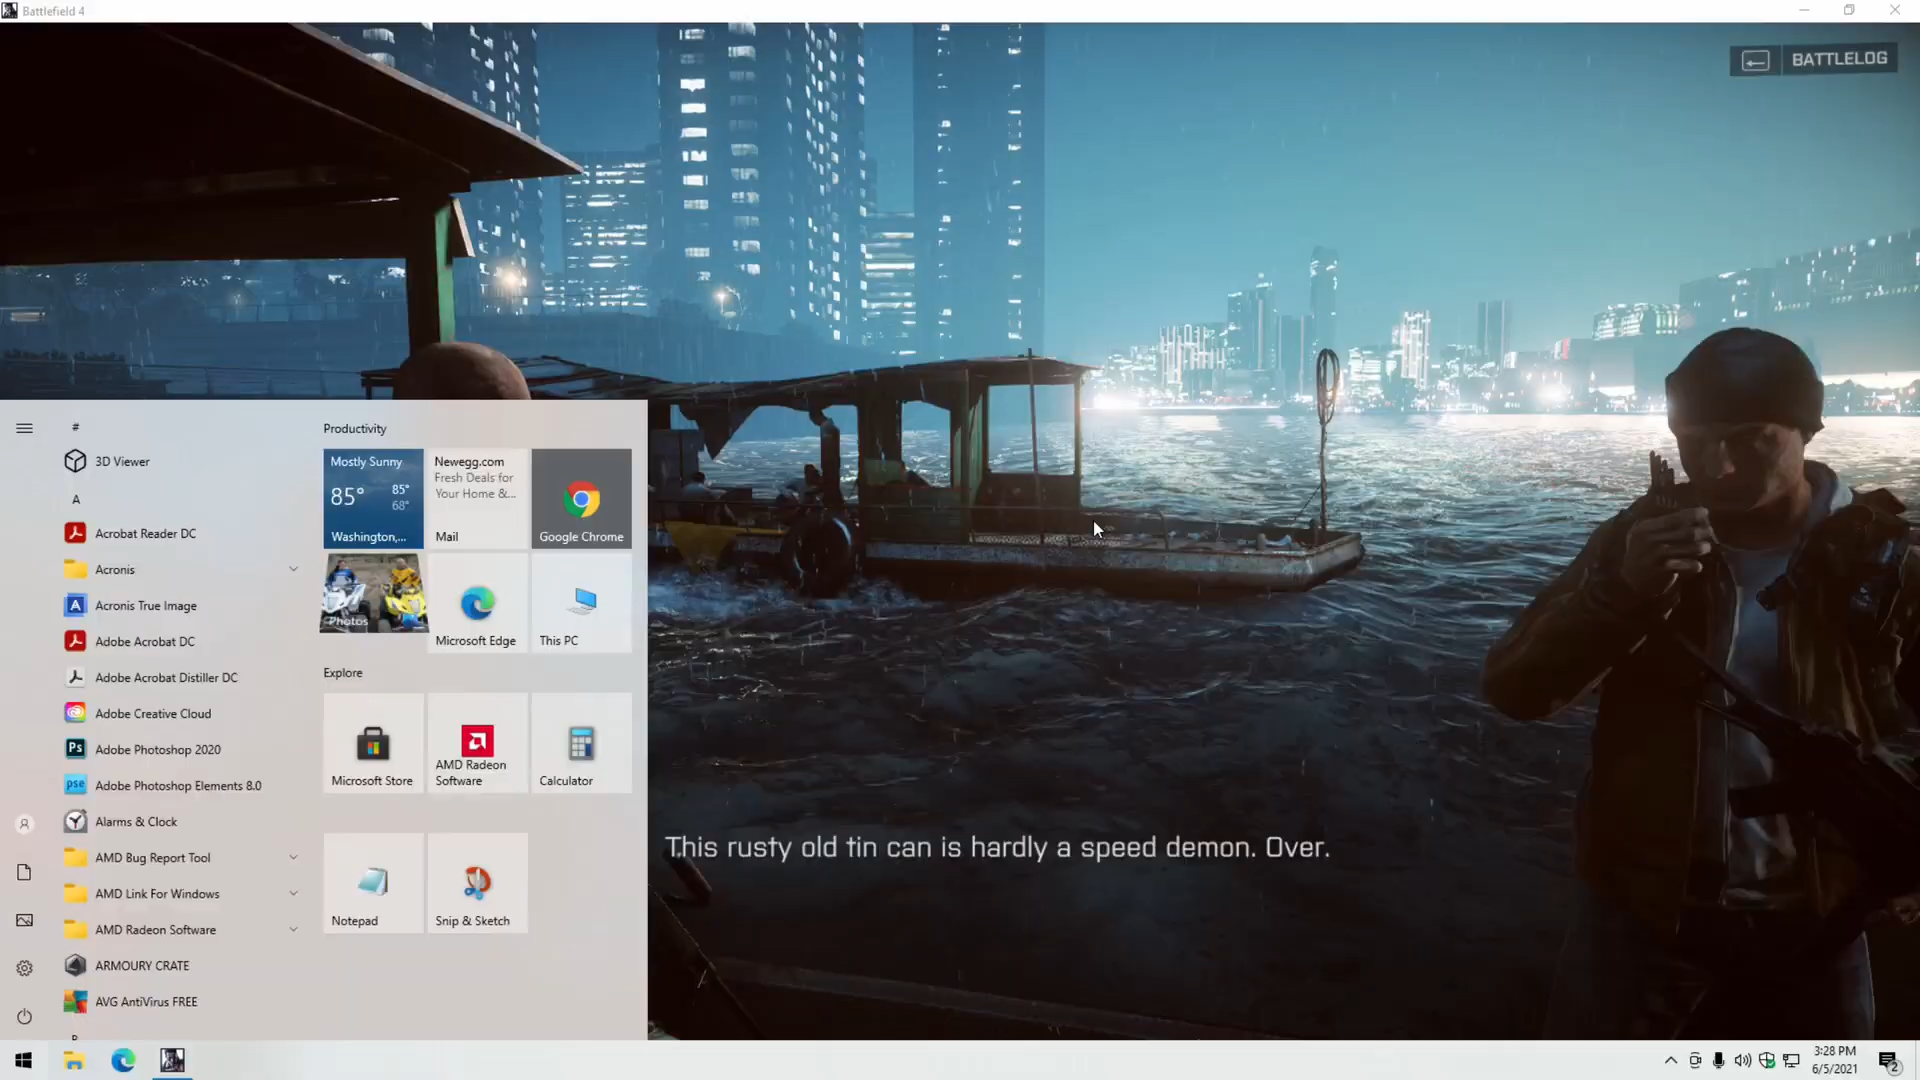 Battlefield 4
BATTLELOG
#
3D Viewer
A
Acrobat Reader DC
Acronis
Acronis True Image
Adobe Acrobat DC
Adobe Acrobat Distiller DC
Adobe Creative Cloud
Ps
Adobe Photoshop 2020
pse
Adobe Photoshop Elements 8.0
Alarms & Clock
AMD Bug Report Tool
AMD Link For Windows
AMD Radeon Software
ARMOURY CRATE
AVG AntiVirus FREE
Productivity
Mostly Sunny
85°
85°
68°
Washington,...
Newegg.com
Fresh Deals for
Your Home &...
Mail
Google Chrome
Photos
Microsoft Edge
This PC
Explore
Microsoft Store
AMD Radeon
Software
Calculator
Notepad
Snip & Sketch
This rusty old tin can is hardly a speed demon. Over.
3:28 PM
6/5/2021
2